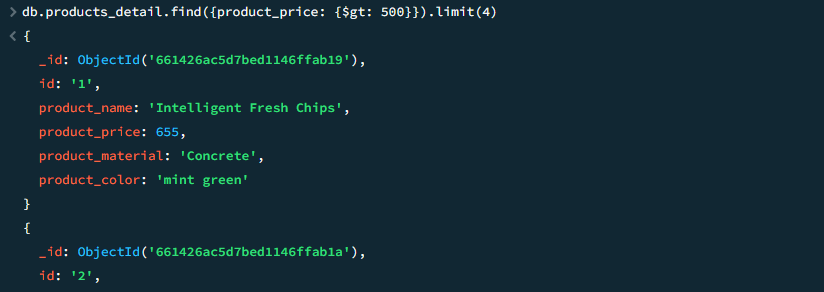 > db.products_detail.find({product_price: {$gt: 500}}).limit(4)
< {
_id: ObjectId('661426ac5d7bed1146ffab19'),
id: '1',
product_name: 'Intelligent Fresh Chips',
product_price: 655,
product_material: 'Concrete',
product_color: 'mint green'
}
{
_id: ObjectId('661426ac5d7bed1146ffab1a'),
id: '2',